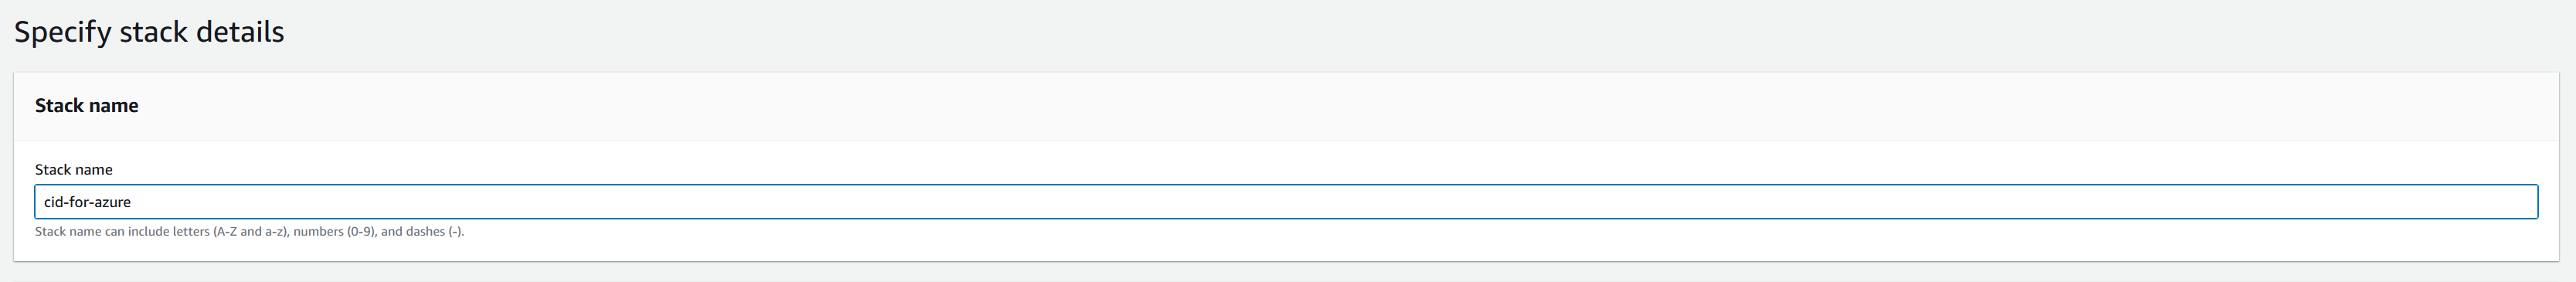 Specify stack details
Stack name
Stack name
cid-for-azure
Stack name can include letters (A-Z and a-z), numbers (0-9), and dashes (-).